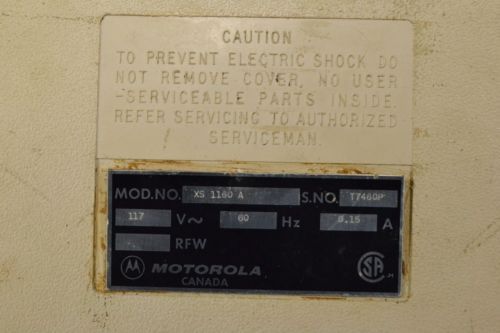 CAUTION
TO PREVENT ELECTRIC SHOCK DO
NOT REMOVE COVER, NO USER
-SERVICEABLE PARTS INSIDE.
REFER SERVICING TO AUTHORIZED
SERVICEMAN.
MOD.NO. XS 1160 A S.NO. T7460P
117 V~ 60 Hz 0.15 A
RFW
MOTOROLA
CANADA